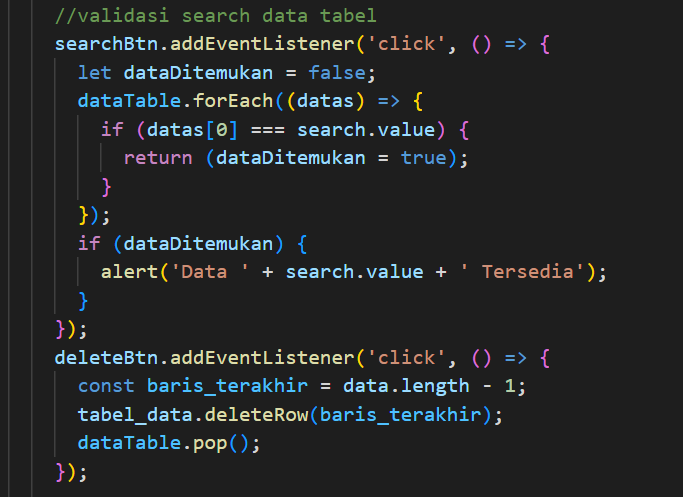 //validasi search data tabel
searchBtn.addEventListener('click', () => {
  let dataDitemukan = false;
  dataTable.forEach((datas) => {
    if (datas[0] === search.value) {
      return (dataDitemukan = true);
    }
  });
  if (dataDitemukan) {
    alert('Data ' + search.value + ' Tersedia');
  }
});
deleteBtn.addEventListener('click', () => {
  const baris_terakhir = data.length - 1;
  tabel_data.deleteRow(baris_terakhir);
  dataTable.pop();
});